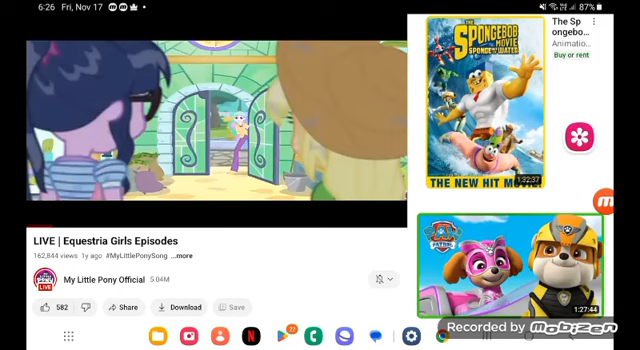 6:26 Fri, Nov 17
87%
THE
SPONGEBOB
MOVIE
SPONGE OUT OF WATER
1:32:37
THE NEW HIT MOVIE!
The Sp
ongebo...
Animatio...
Buy or rent
LIVE | Equestria Girls Episodes
162,844 views 1y ago #MyLittlePonySong ...more
LIVE
My Little Pony Official 5.04M
582
Share
Download
Save
PAW
PATROL
1:27:44
22
Recorded by mobizen